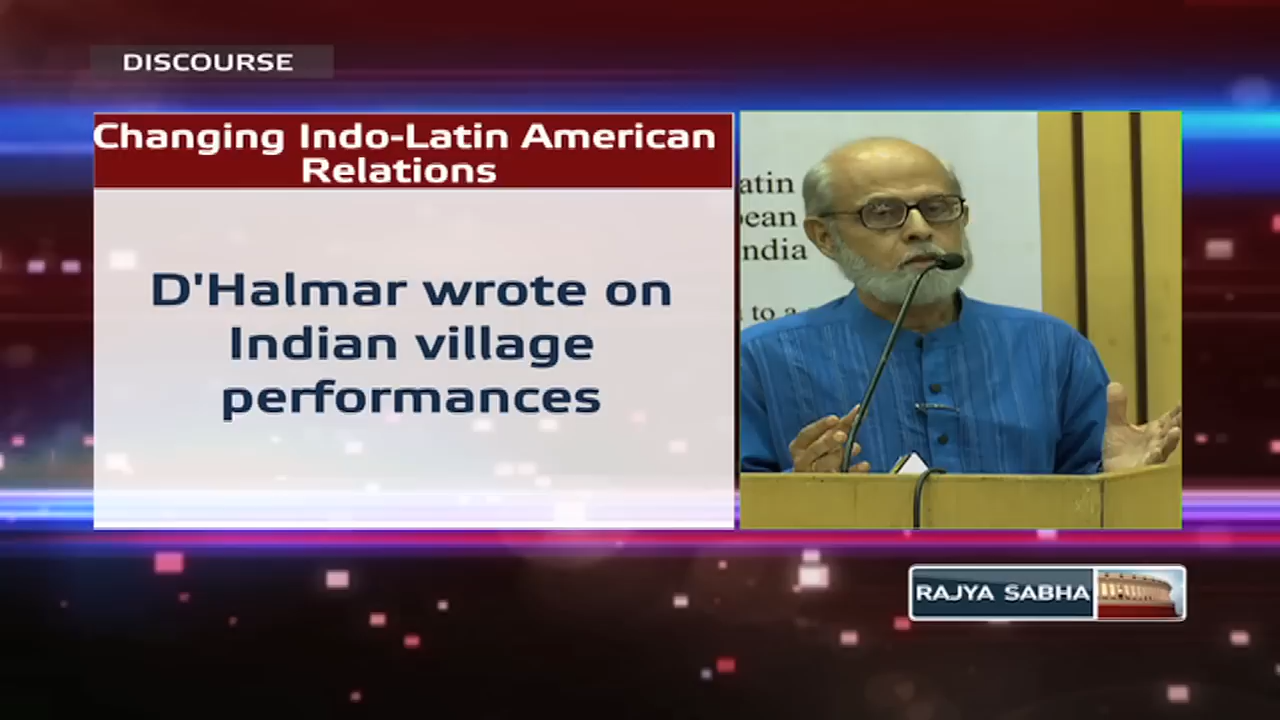 DISCOURSE
Changing Indo-Latin American
Relations
D'Halmar wrote on
Indian village
performances
atin
ean
ndia
to a
RAJYA SABHA